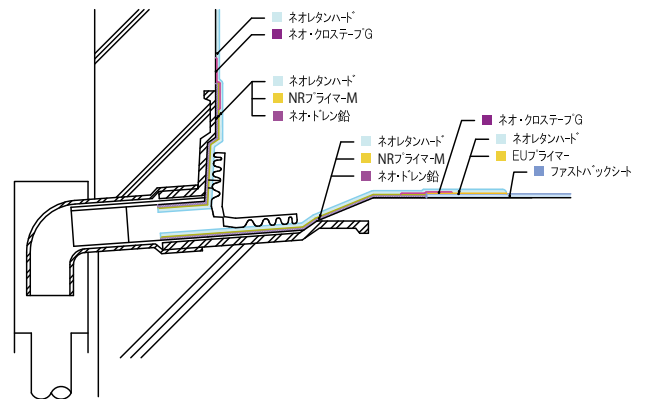 ネオレタンハード
ネオ・クロステープG
ネオレタンハード
NRプライマーM
ネオ・ドレン鉛
ネオレタンハード
NRプライマーM
ネオ・ドレン鉛
ネオ・クロステープG
ネオレタンハード
EUプライマー
ファストバックシート